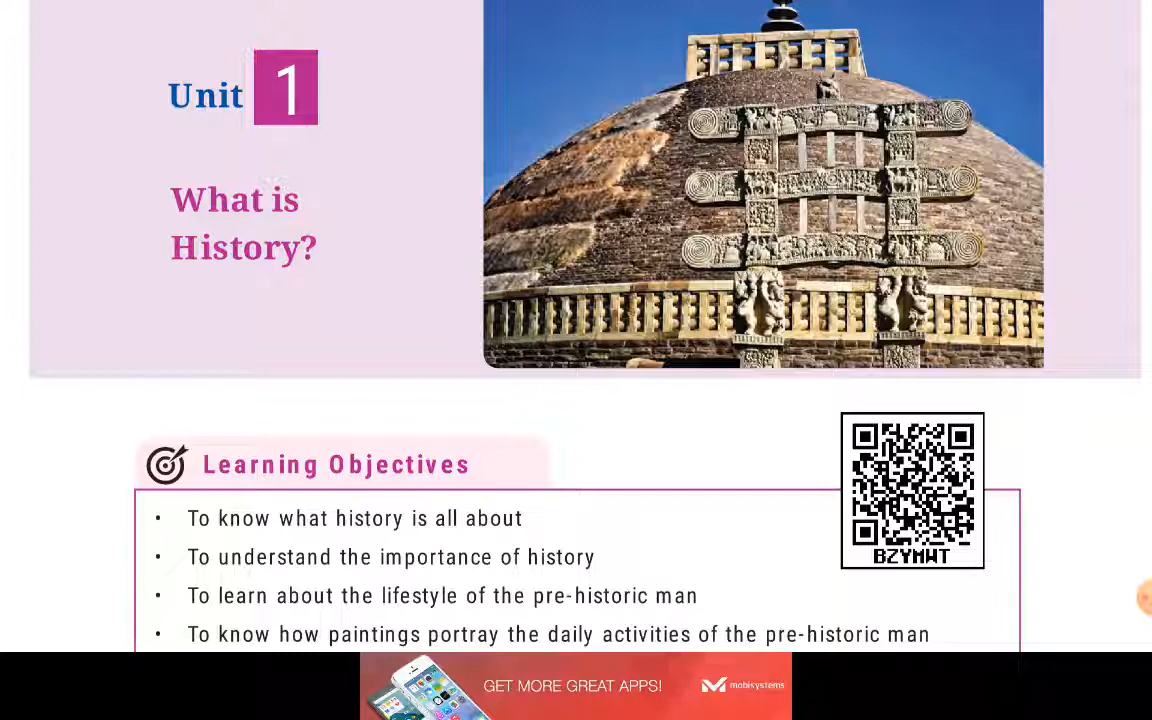 Unit 1
What is
History?
Learning Objectives
BZYMWT
• To know what history is all about
• To understand the importance of history
• To learn about the lifestyle of the pre-historic man
• To know how paintings portray the daily activities of the pre-historic man
GET MORE GREAT APPS!
mobisystems